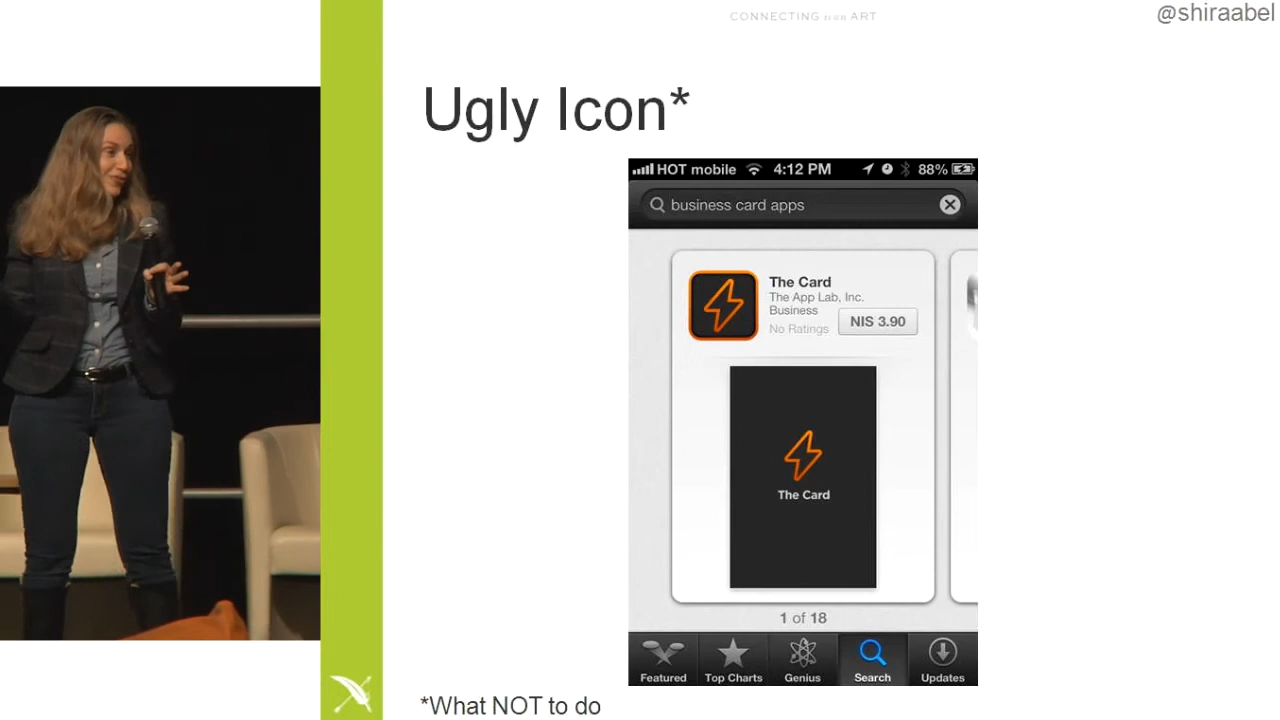 CONNECTING tech ART
@shiraabel
Ugly Icon*
HOT mobile 4:12 PM 88%
business card apps
The Card
The App Lab, Inc.
Business
No Ratings
NIS 3.90
The Card
1 of 18
Featured Top Charts Genius Search Updates
*What NOT to do